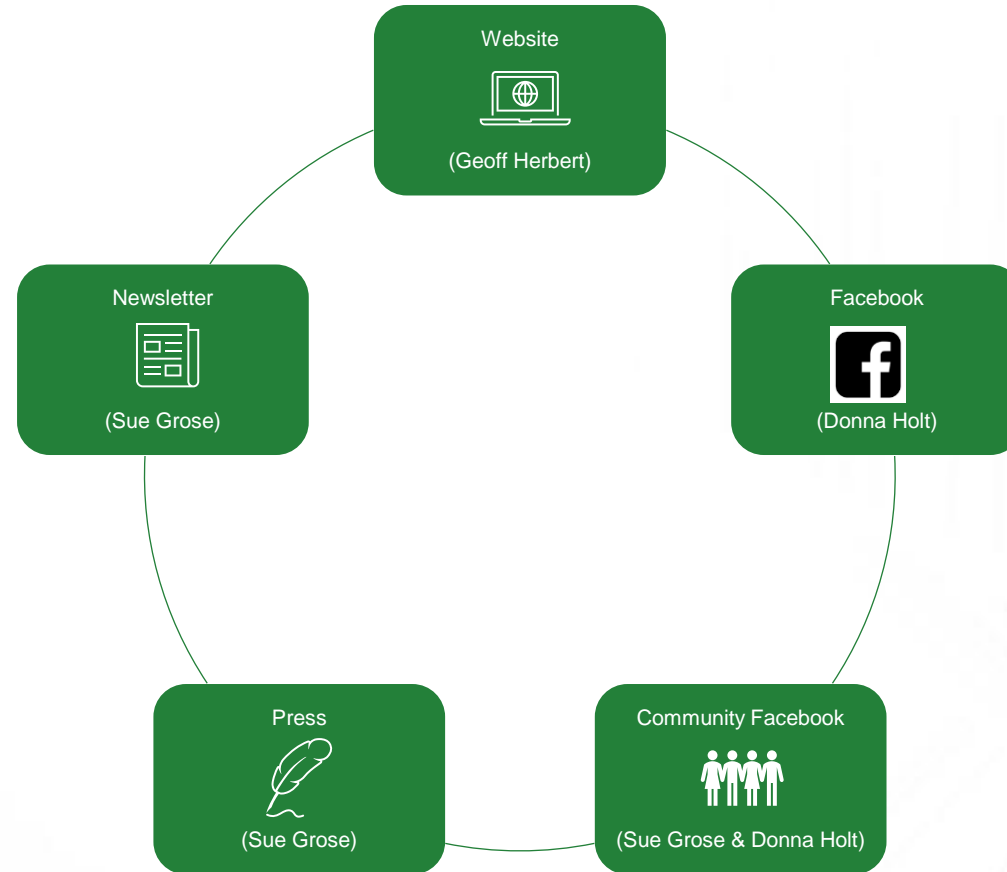 Website
(Geoff Herbert)
Facebook
(Donna Holt)
Community Facebook
(Sue Grose & Donna Holt)
Press
(Sue Grose)
Newsletter
(Sue Grose)